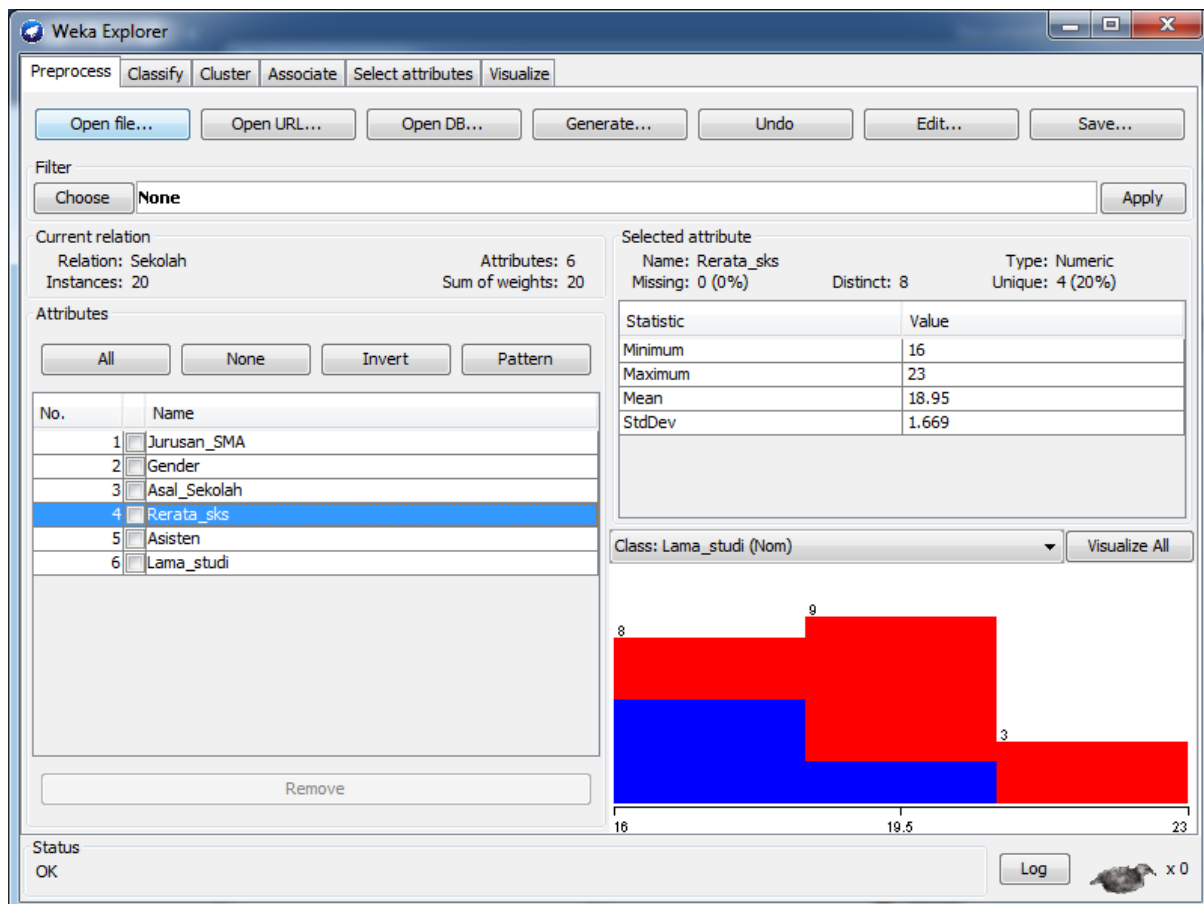 Weka Explorer
Preprocess Classify Cluster Associate Select attributes Visualize
Open file... Open URL... Open DB... Generate... Undo Edit... Save...
Filter
Choose None Apply
Current relation
Relation: Sekolah Attributes: 6
Instances: 20 Sum of weights: 20
Attributes
All None Invert Pattern
No. Name
1 Jurusan_SMA
2 Gender
3 Asal_Sekolah
4 Rerata_sks
5 Asisten
6 Lama_studi
Remove
Selected attribute
Name: Rerata_sks Type: Numeric
Missing: 0 (0%) Distinct: 8 Unique: 4 (20%)
Statistic Value
Minimum 16
Maximum 23
Mean 18.95
StdDev 1.669
Class: Lama_studi (Nom) Visualize All
8 9 3
16 19.5 23
Status
OK Log x 0